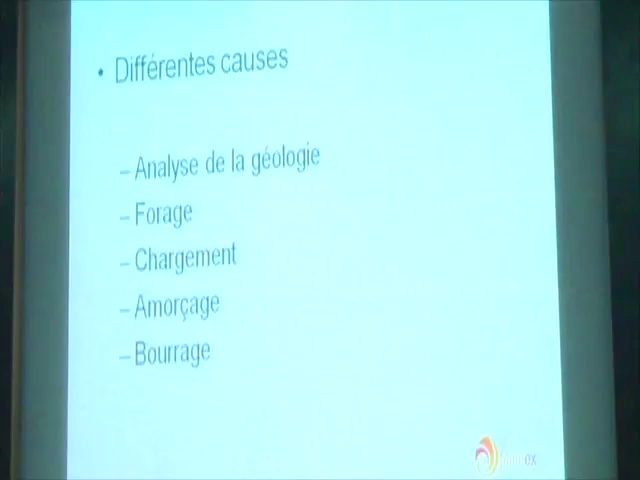 • Différentes causes
– Analyse de la géologie
– Forage
– Chargement
– Amorçage
– Bourrage